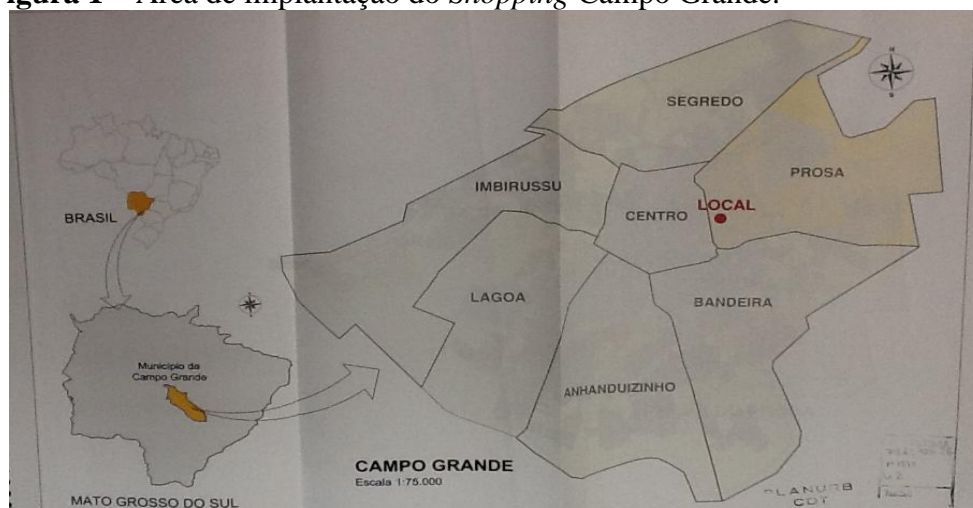 igura 1 – Área de implantação do Shopping Campo Grande.
SEGREDO
N
PROSA
IMBIRUSSU
LOCAL
CENTRO
BRASIL
LAGOA
BANDEIRA
Município da
Campo Grande
ANHANDUIZINHO
CAMPO GRANDE
Escala 1:75.000
MATO GROSSO DO SUL
PLANURB
CDT